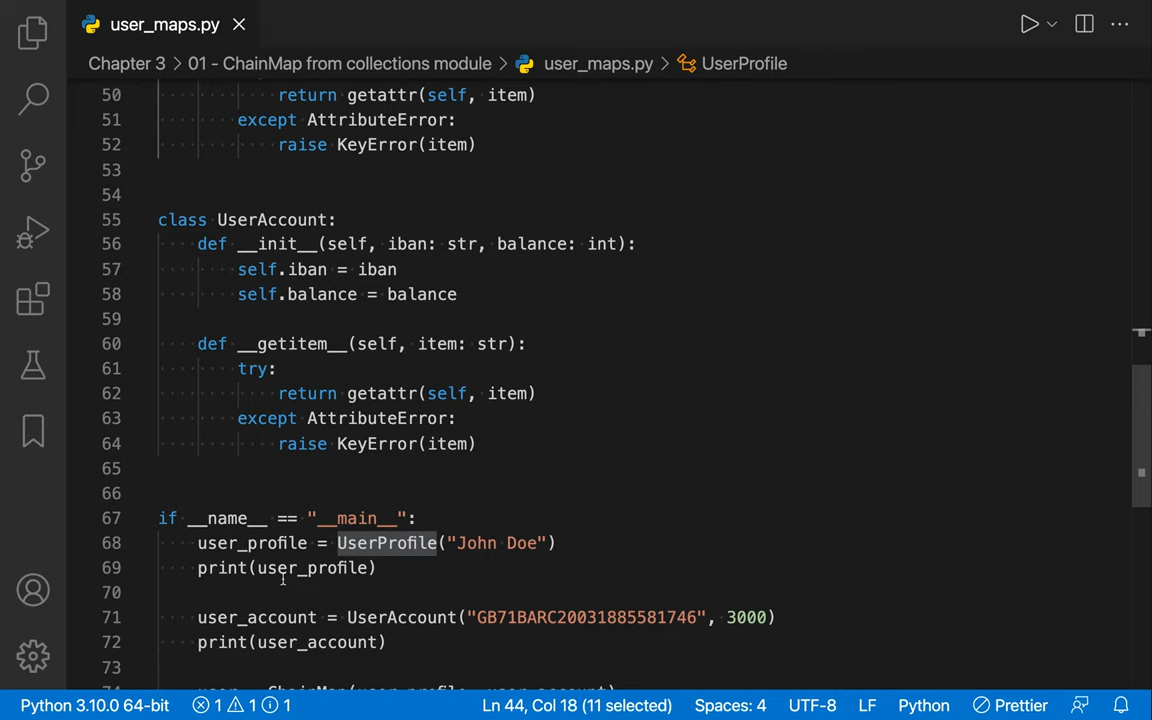 user_maps.py
Chapter 3 > 01 - ChainMap from collections module > user_maps.py > UserProfile
50 return getattr(self, item)
51 except AttributeError:
52 raise KeyError(item)
53
54
55 class UserAccount:
56 def __init__(self, iban: str, balance: int):
57 self.iban = iban
58 self.balance = balance
59
60 def __getitem__(self, item: str):
61 try:
62 return getattr(self, item)
63 except AttributeError:
64 raise KeyError(item)
65
66
67 if __name__ == "__main__":
68 user_profile = UserProfile("John Doe")
69 print(user_profile)
70
71 user_account = UserAccount("GB71BARC20031885581746", 3000)
72 print(user_account)
73
74 user = ChainMap(user_profile, user_account)
Python 3.10.0 64-bit 1 1 1 Ln 44, Col 18 (11 selected) Spaces: 4 UTF-8 LF Python Prettier